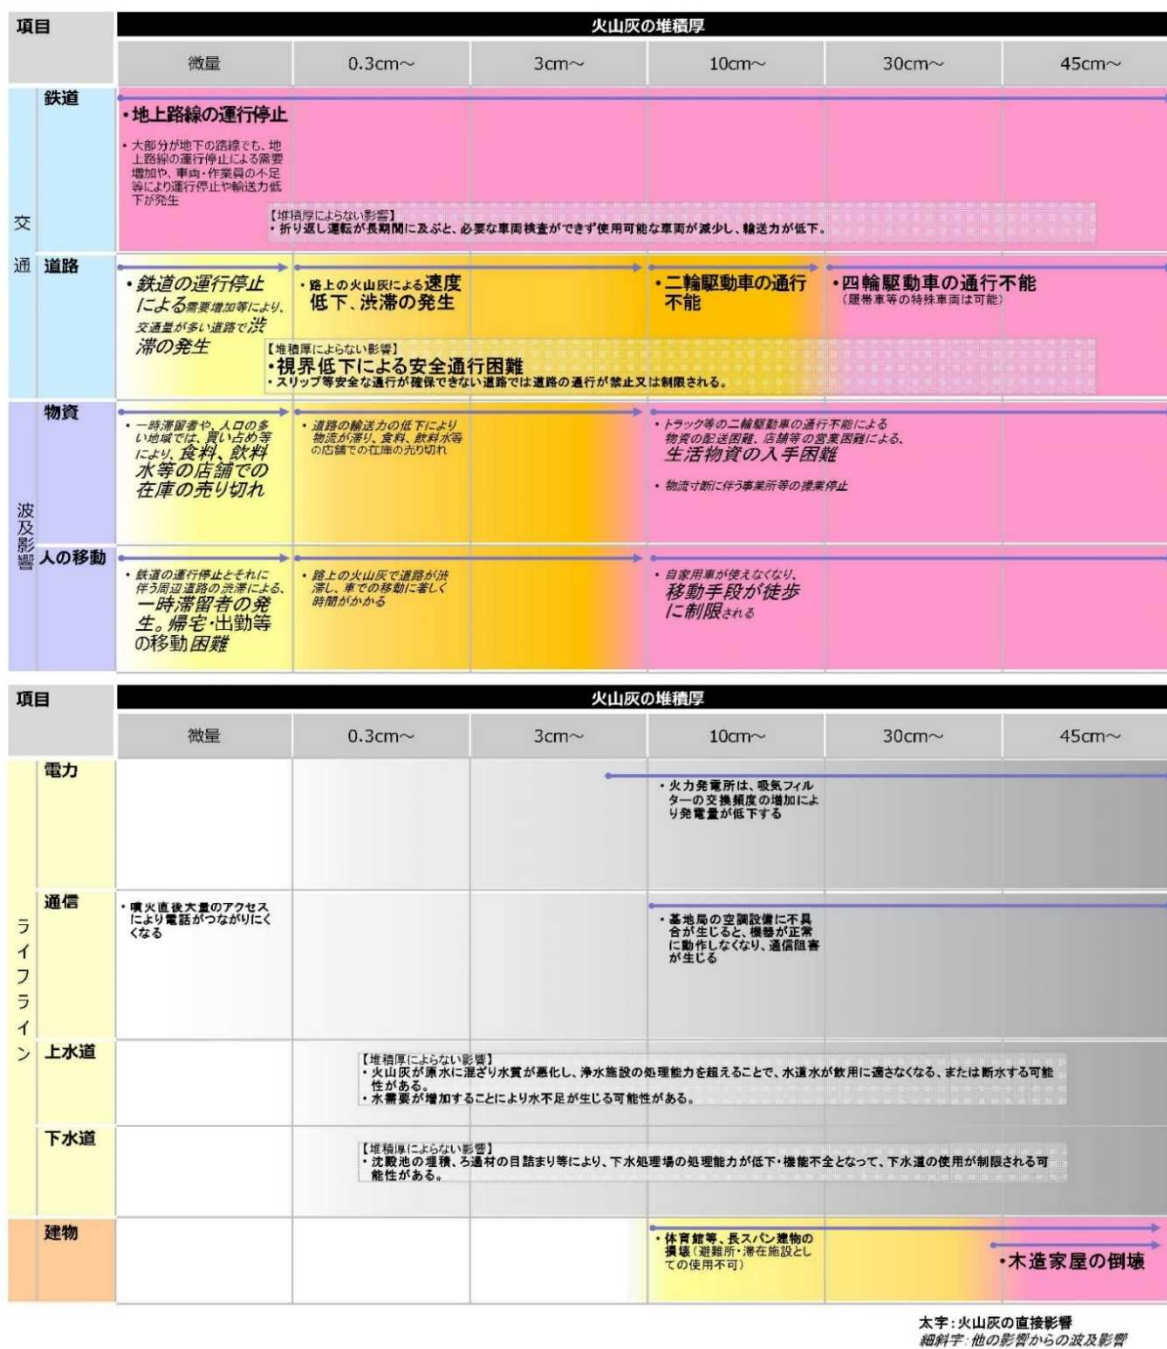 項目
火山灰の堆積厚
微量
0.3cm～
3cm～
10cm～
30cm～
45cm～
交通
鉄道
・地上路線の運行停止
・大部分が地下の路線でも、地
上路線の運行停止による需要
増加や、車両・作業員の不足
等により運行停止や輸送力低
下が発生
【堆積厚によらない影響】
・折り返し運転が長期間に及ぶと、必要な車両検査ができず使用可能な車両が減少し、輸送力が低下。
道路
・鉄道の運行停止
による需要増加等により、
交通量が多い道路で渋
滞の発生
・路上の火山灰による速度
低下、渋滞の発生
・二輪駆動車の通行
不能
・四輪駆動車の通行不能
(履帯車等の特殊車両は可能)
【堆積厚によらない影響】
・視界低下による安全通行困難
・スリップ等安全な通行が確保できない道路では道路の通行が禁止又は制限される。
波及影響
物資
・一時滞留者や、人口の多
い地域では、買い占め等
により、食料、飲料
水等の店舗での
在庫の売り切れ
・道路の輸送力の低下により
物流が滞り、食料、飲料水等
の店舗での在庫の売り切れ
・トラック等の二輪駆動車の通行不能による
物資の配送困難、店舗等の営業困難による、
生活物資の入手困難
・物流寸断に伴う事業所等の操業停止
人の移動
・鉄道の運行停止とそれに
伴う周辺道路の渋滞による、
一時滞留者の発
生。帰宅・出勤等
の移動困難
・路上の火山灰で道路が渋
滞し、車での移動に著しく
時間がかかる
・自家用車が使えなくなり、
移動手段が徒歩
に制限される
項目
火山灰の堆積厚
微量
0.3cm～
3cm～
10cm～
30cm～
45cm～
ライフライン
電力
・火力発電所は、吸気フィル
ターの交換頻度の増加によ
り発電量が低下する
通信
・噴火直後大量のアクセス
により電話がつながりにく
くなる
・基地局の空調設備に不具
合が生じると、機器が正常
に動作しなくなり、通信阻害
が生じる
上水道
【堆積厚によらない影響】
・火山灰が原水に混ざり水質が悪化し、浄水施設の処理能力を超えることで、水道水が飲用に適さなくなる、または断水する可能
性がある。
・水需要が増加することにより水不足が生じる可能性がある。
下水道
【堆積厚によらない影響】
・沈殿池の埋積、ろ過材の目詰まり等により、下水処理場の処理能力が低下・機能不全となって、下水道の使用が制限される可
能性がある。
建物
・体育館等、長スパン建物の
損壊(避難所・滞在施設とし
ての使用不可)
・木造家屋の倒壊
太字：火山灰の直接影響
細斜字：他の影響からの波及影響